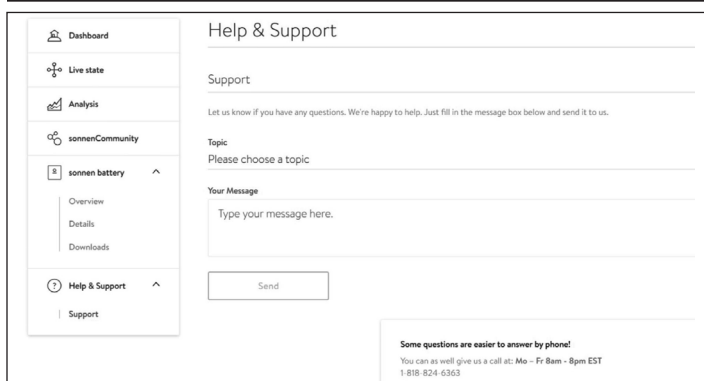 Dashboard
Live state
Analysis
sonnenCommunity
sonnen battery
Overview
Details
Downloads
Help & Support
Support
Help & Support
Support
Let us know if you have any questions. We're happy to help. Just fill in the message box below and send it to us.
Topic
Please choose a topic
Your Message
Type your message here.
Send
Some questions are easier to answer by phone!
You can as well give us a call at: Mo – Fr 8am - 8pm EST
1-818-824-6363